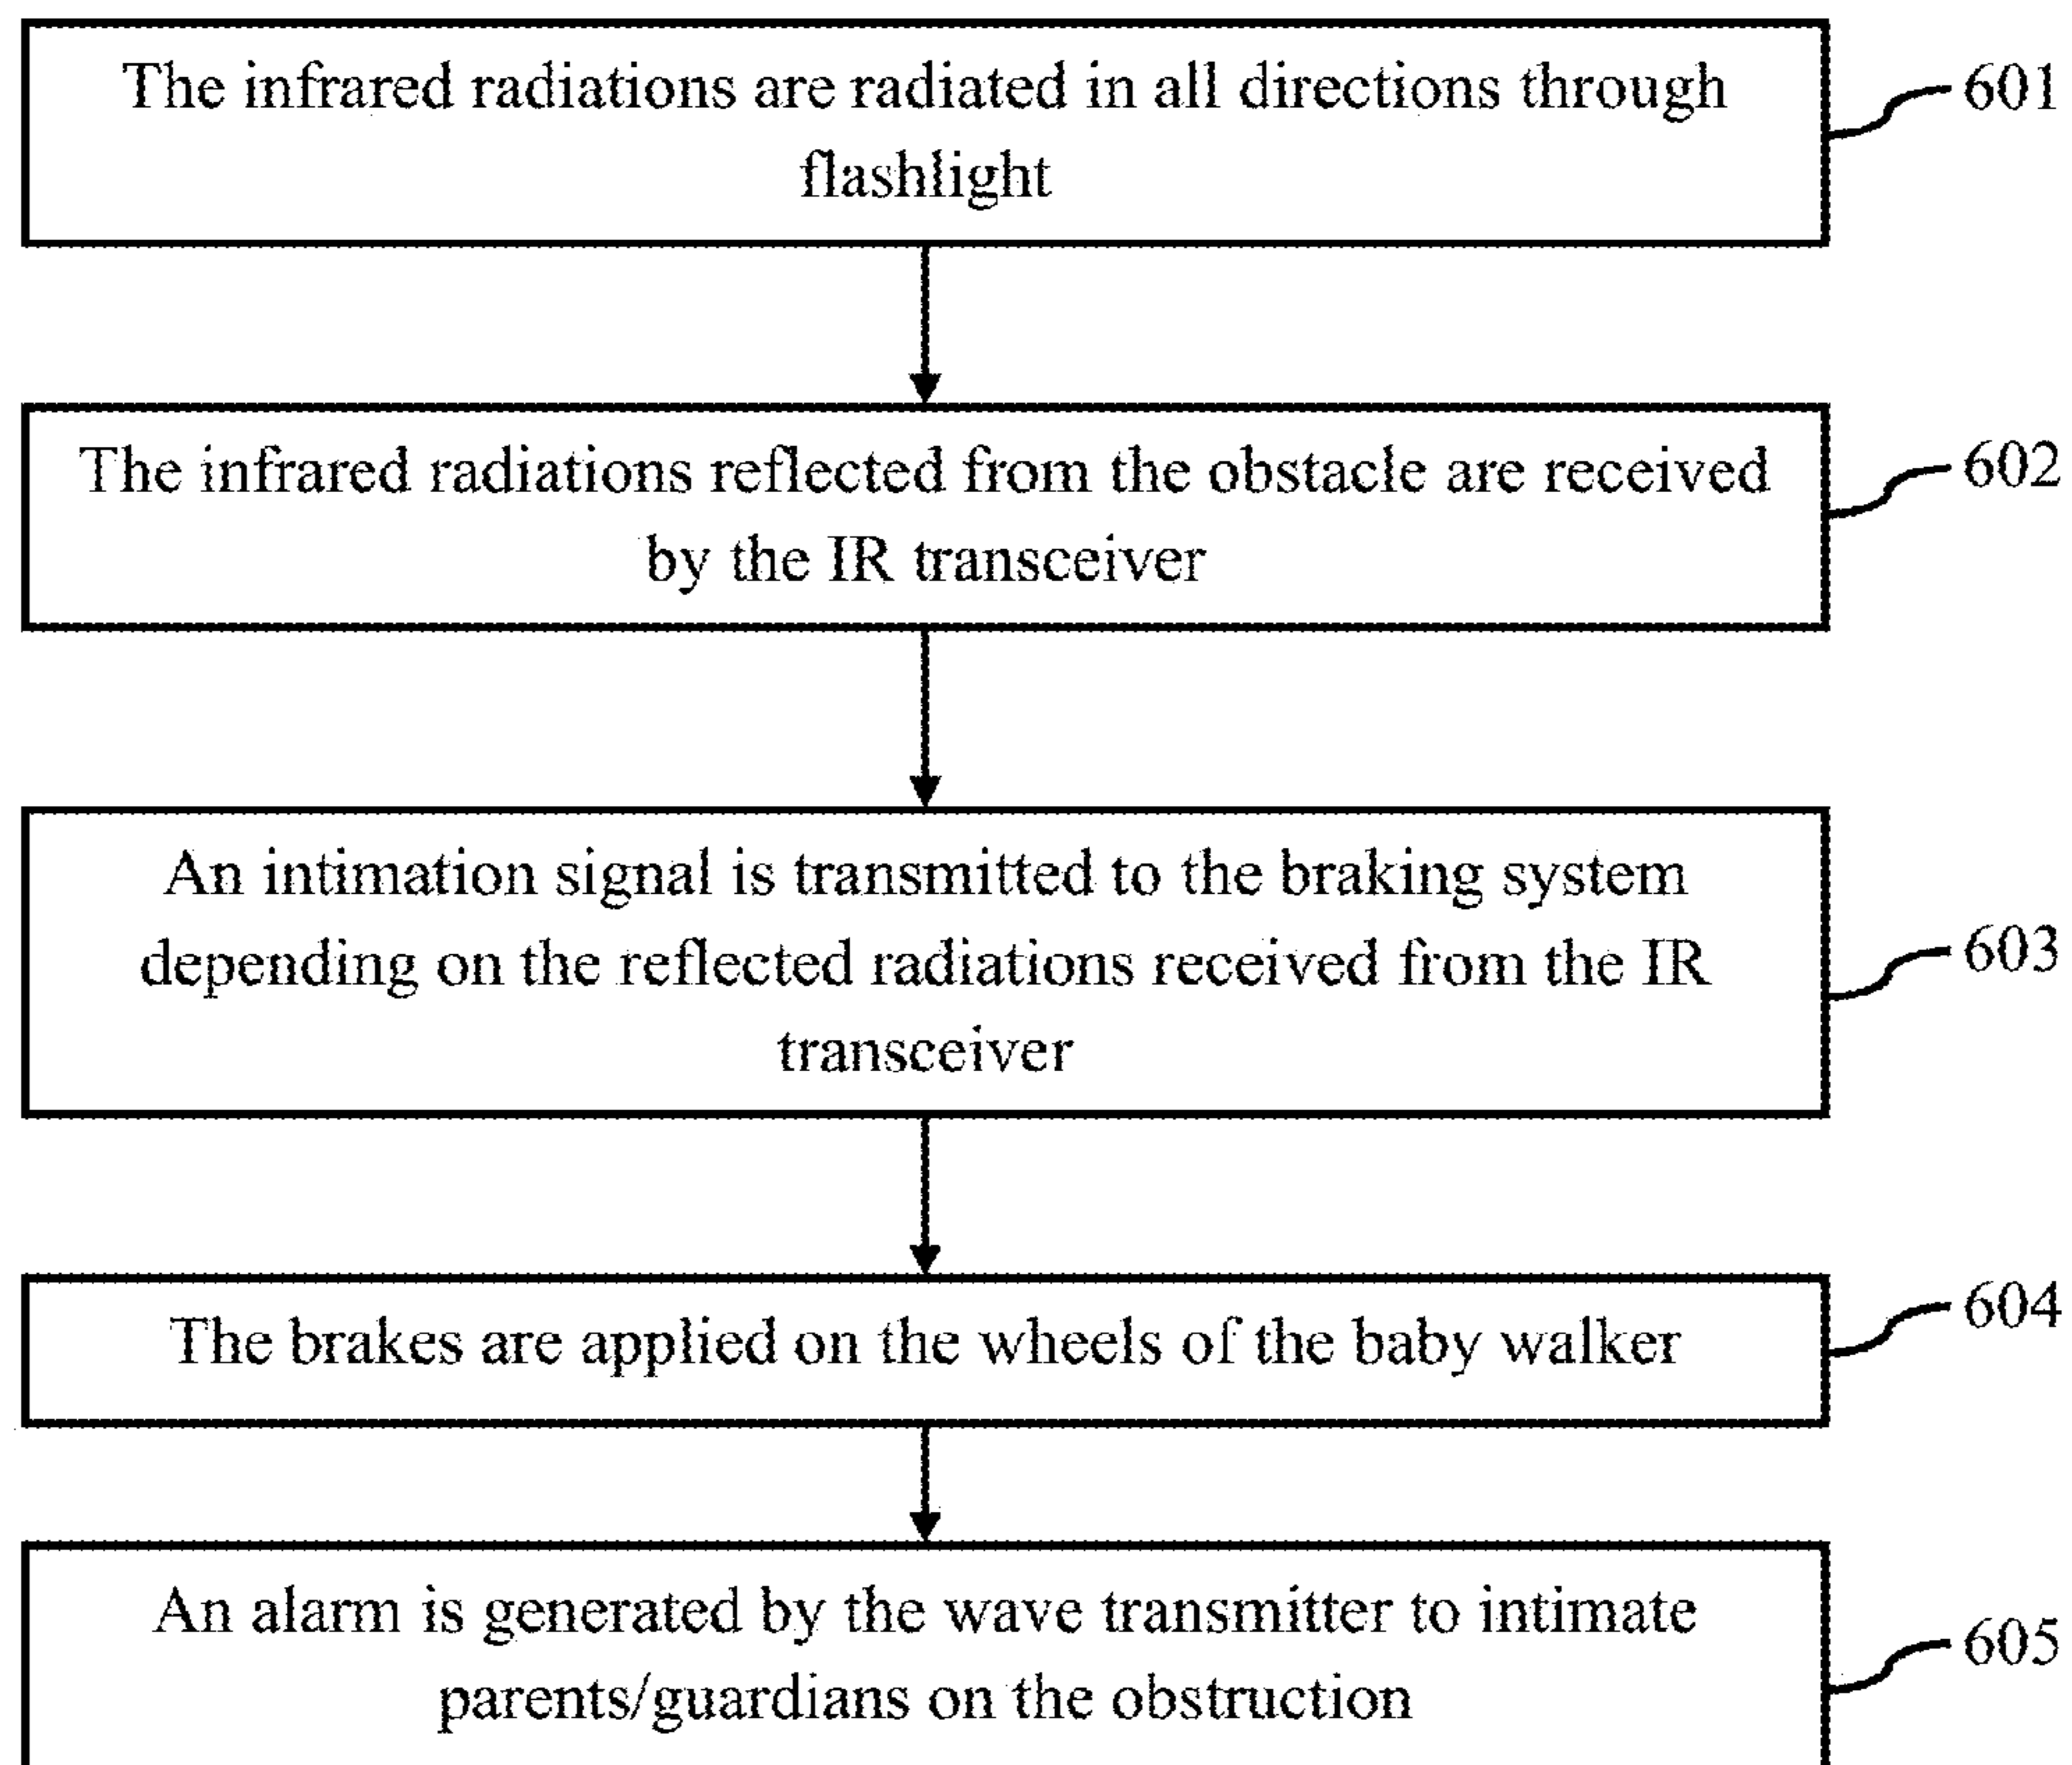 The infrared radiations are radiated in all directions through
flashlight
601
The infrared radiations reflected from the obstacle are received
by the IR transceiver
602
An intimation signal is transmitted to the braking system
depending on the reflected radiations received from the IR
transceiver
603
The brakes are applied on the wheels of the baby walker
604
An alarm is generated by the wave transmitter to intimate
parents/guardians on the obstruction
605